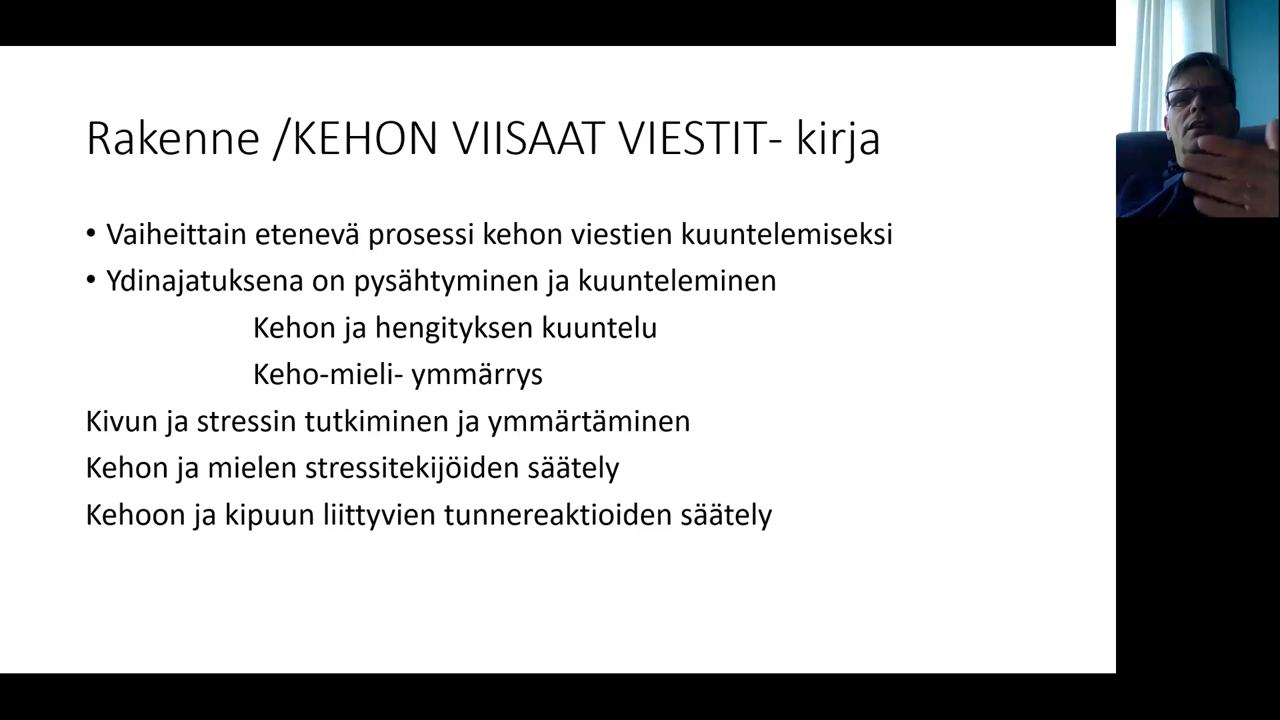 Rakenne /KEHON VIISAAT VIESTIT- kirja
• Vaiheittain etenevä prosessi kehon viestien kuuntelemiseksi
• Ydinajatuksena on pysähtyminen ja kuunteleminen
Kehon ja hengityksen kuuntelu
Keho-mieli- ymmärrys
Kivun ja stressin tutkiminen ja ymmärtäminen
Kehon ja mielen stressitekijöiden säätely
Kehoon ja kipuun liittyvien tunnereaktioiden säätely